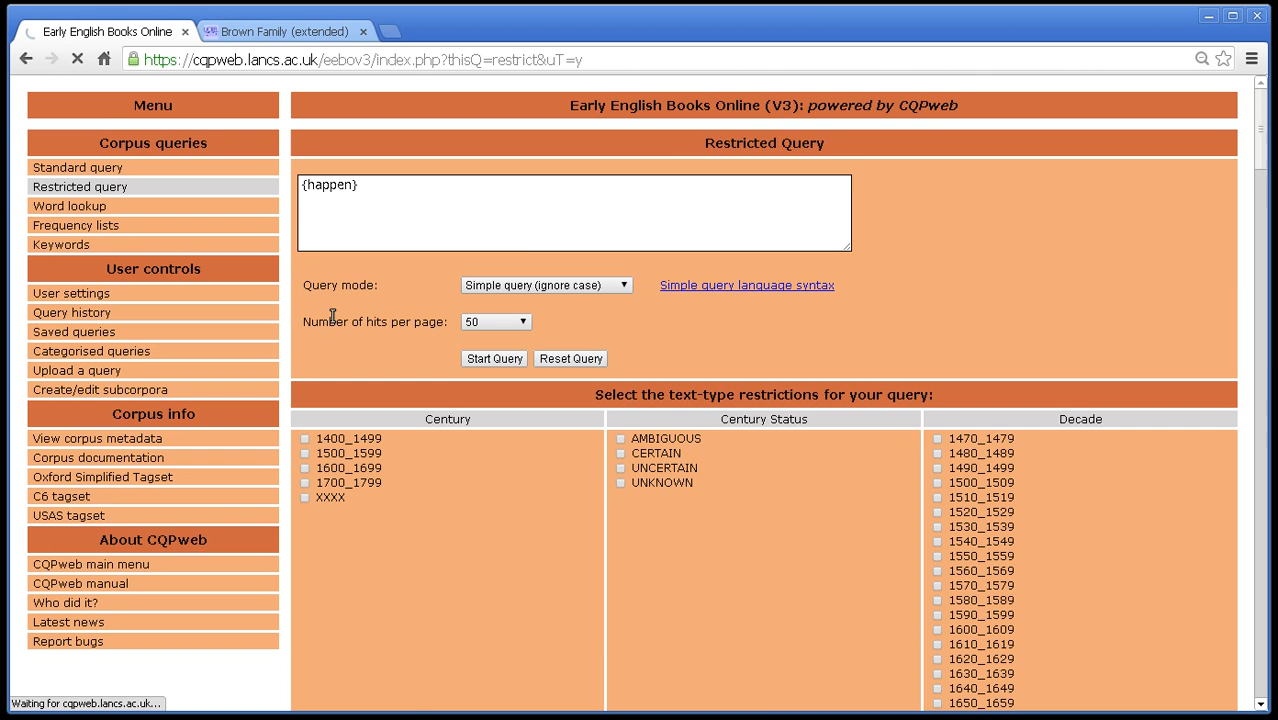 Early English Books Online
Brown Family (extended)
https://cqpweb.lancs.ac.uk/eebov3/index.php?thisQ=restrict&uT=y
Menu
Corpus queries
Standard query
Restricted query
Word lookup
Frequency lists
Keywords
User controls
User settings
Query history
Saved queries
Categorised queries
Upload a query
Create/edit subcorpora
Corpus info
View corpus metadata
Corpus documentation
Oxford Simplified Tagset
C6 tagset
USAS tagset
About CQPweb
CQPweb main menu
CQPweb manual
Who did it?
Latest news
Report bugs
Early English Books Online (V3): powered by CQPweb
Restricted Query
{happen}
Query mode: Simple query (ignore case) Simple query language syntax
Number of hits per page: 50
Start Query Reset Query
Select the text-type restrictions for your query:
Century
1400_1499
1500_1599
1600_1699
1700_1799
XXXX
Century Status
AMBIGUOUS
CERTAIN
UNCERTAIN
UNKNOWN
Decade
1470_1479
1480_1489
1490_1499
1500_1509
1510_1519
1520_1529
1530_1539
1540_1549
1550_1559
1560_1569
1570_1579
1580_1589
1590_1599
1600_1609
1610_1619
1620_1629
1630_1639
1640_1649
1650_1659
Waiting for cqpweb.lancs.ac.uk...